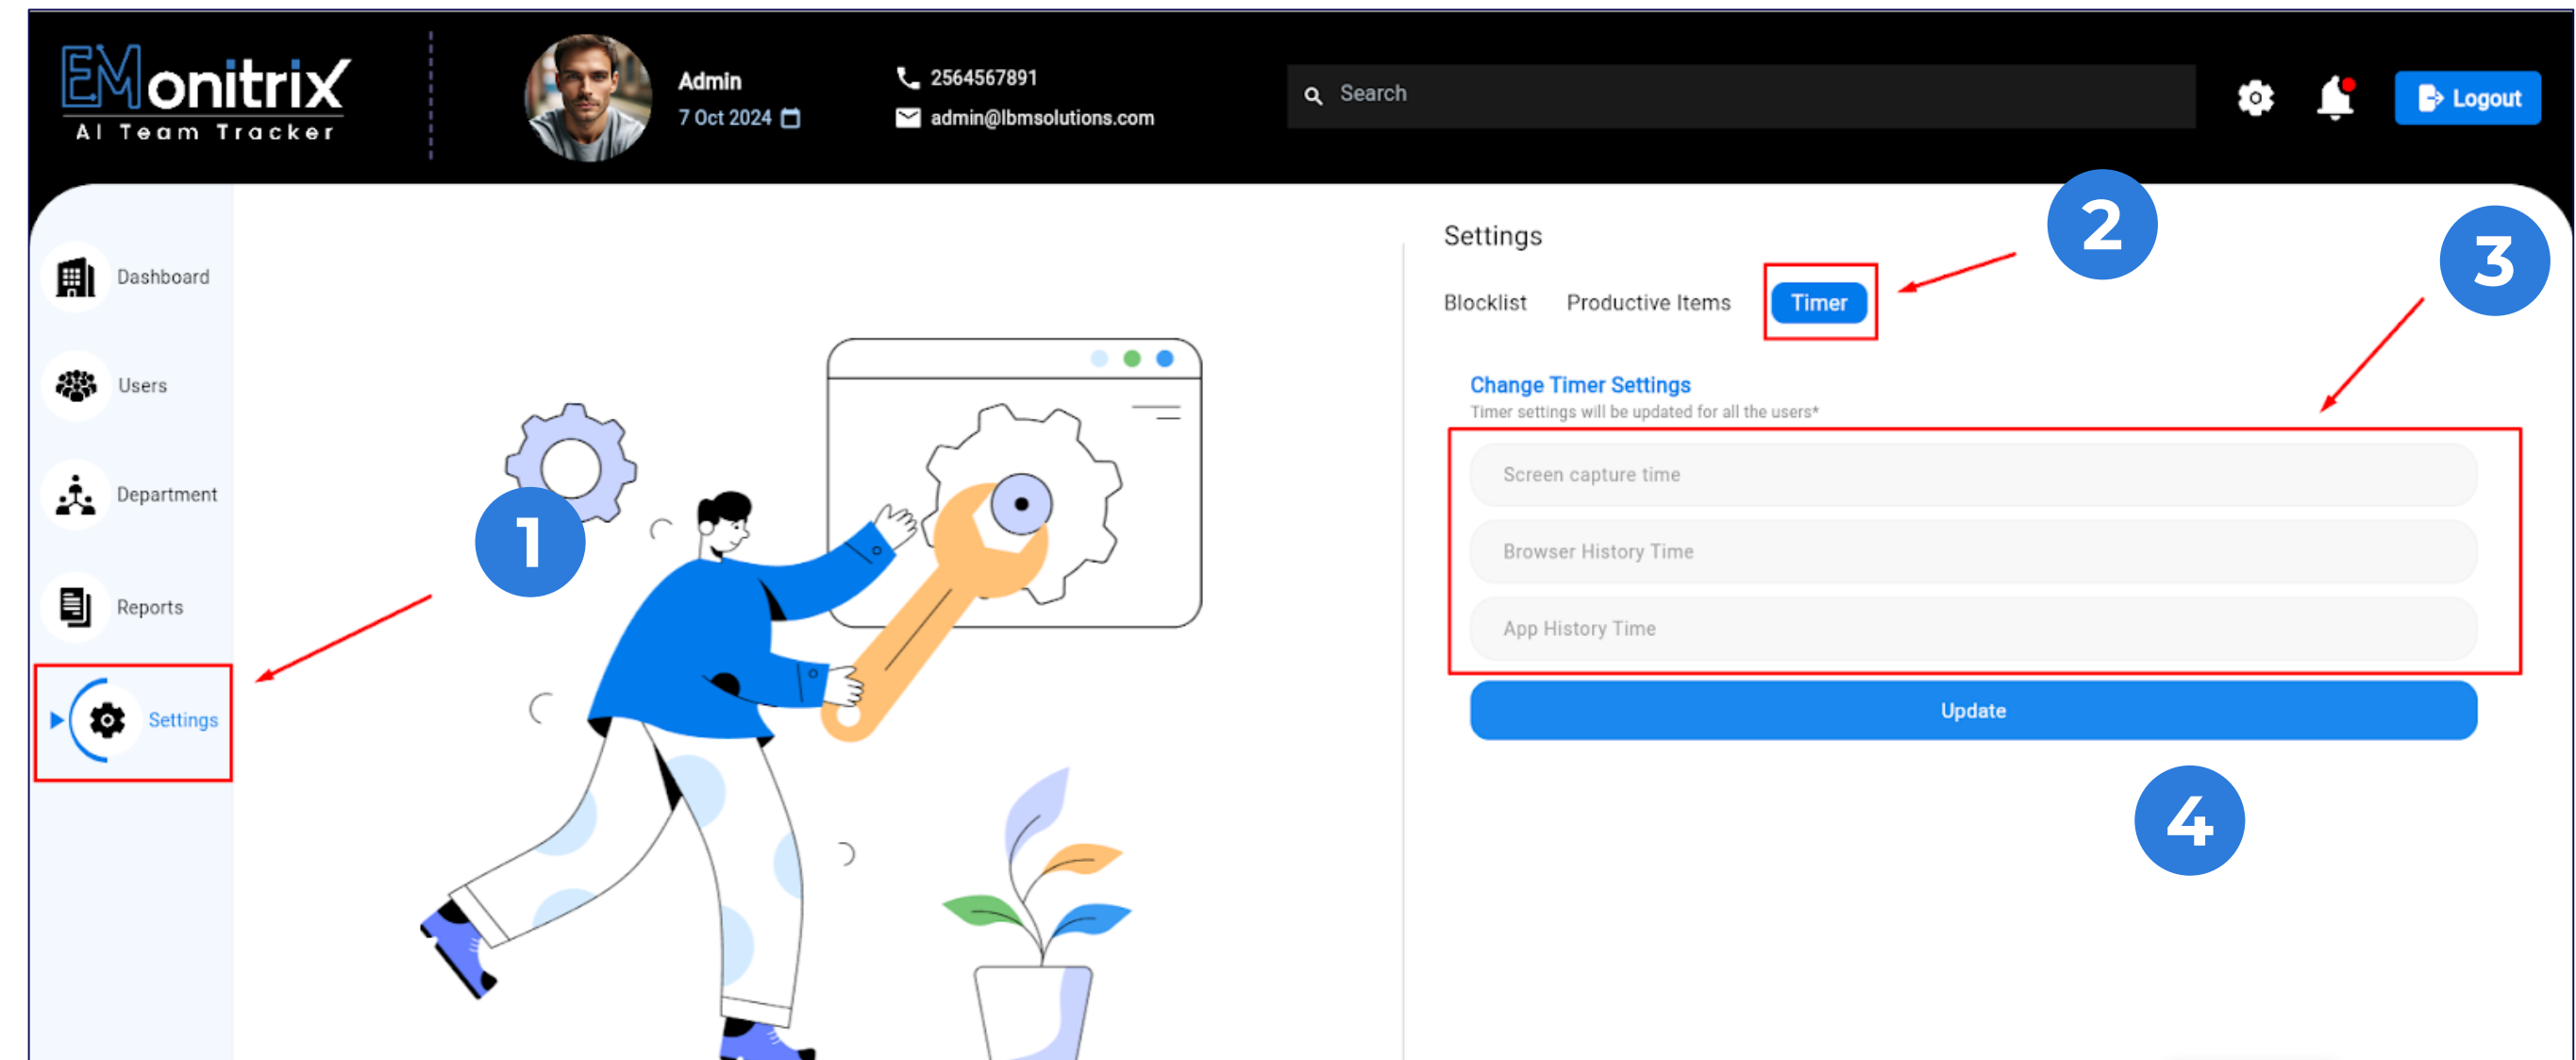 EMonitrix
AI Team Tracker
Admin
7 Oct 2024
2564567891
admin@lbmsolutions.com
Search
Logout
Dashboard
Users
Department
Reports
Settings
1
Settings
2
3
Blocklist Productive Items Timer
Change Timer Settings
Timer settings will be updated for all the users*
Screen capture time
Browser History Time
App History Time
Update
4